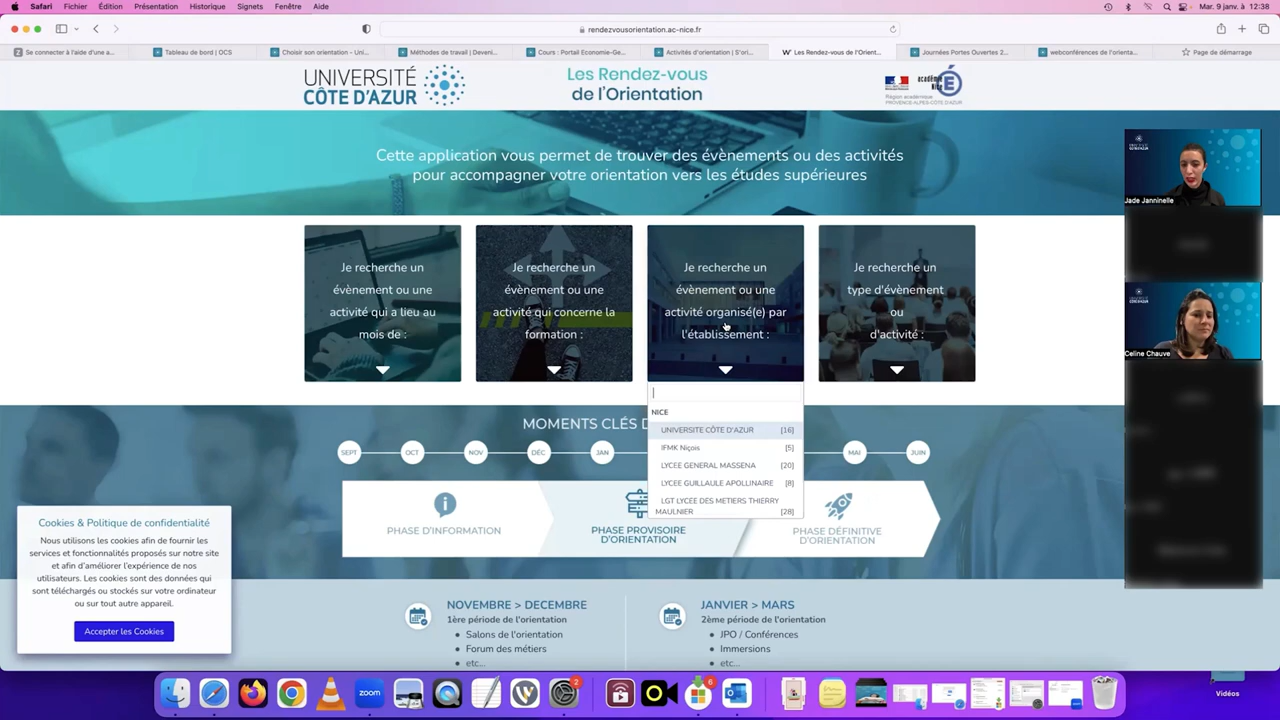 Safari Fichier Édition Présentation Historique Signets Fenêtre Aide
Mar. 9 janv. à 12:38
rendezvousorientation.ac-nice.fr
Se connecter à l'aide d'une a...
Tableau de bord | OCS
Choisir son orientation - Uni...
Méthodes de travail | Deveni...
Cours : Portail Economie-Ge...
Activités d'orientation | S'ori...
Les Rendez-vous de l'Orient...
Journées Portes Ouvertes 2...
webconférences de l'orienta...
Page de démarrage
UNIVERSITÉ
CÔTE D'AZUR
Les Rendez-vous
de l'Orientation
académie
Nice
Région académique
PROVENCE-ALPES-CÔTE D'AZUR
Cette application vous permet de trouver des évènements ou des activités
pour accompagner votre orientation vers les études supérieures
Je recherche un
évènement ou une
activité qui a lieu au
mois de :
Je recherche un
évènement ou une
activité qui concerne la
formation :
Je recherche un
évènement ou une
activité organisé(e) par
l'établissement :
Je recherche un
type d'évènement
ou
d'activité :
NICE
UNIVERSITE CÔTE D'AZUR [16]
IFMK Niçois [5]
LYCEE GENERAL MASSENA [20]
LYCEE GUILLAULE APOLLINAIRE [8]
LGT LYCÉE DES METIERS THIERRY
MAULNIER [28]
MOMENTS CLÉS D
SEPT OCT NOV DÉC JAN MAI JUIN
PHASE D'INFORMATION
PHASE PROVISOIRE
D'ORIENTATION
PHASE DÉFINITIVE
D'ORIENTATION
NOVEMBRE > DECEMBRE
1ère période de l'orientation
Salons de l'orientation
Forum des métiers
etc...
JANVIER > MARS
2ème période de l'orientation
JPO / Conférences
Immersions
etc...
Cookies & Politique de confidentialité
Nous utilisons les cookies afin de fournir les
services et fonctionnalités proposés sur notre site
et afin d'améliorer l'expérience de nos
utilisateurs. Les cookies sont des données qui
sont téléchargés ou stockés sur votre ordinateur
ou sur tout autre appareil.
Accepter les Cookies
Jade Janninelle
Celine Chauve
zoom
2
6
Vidéos